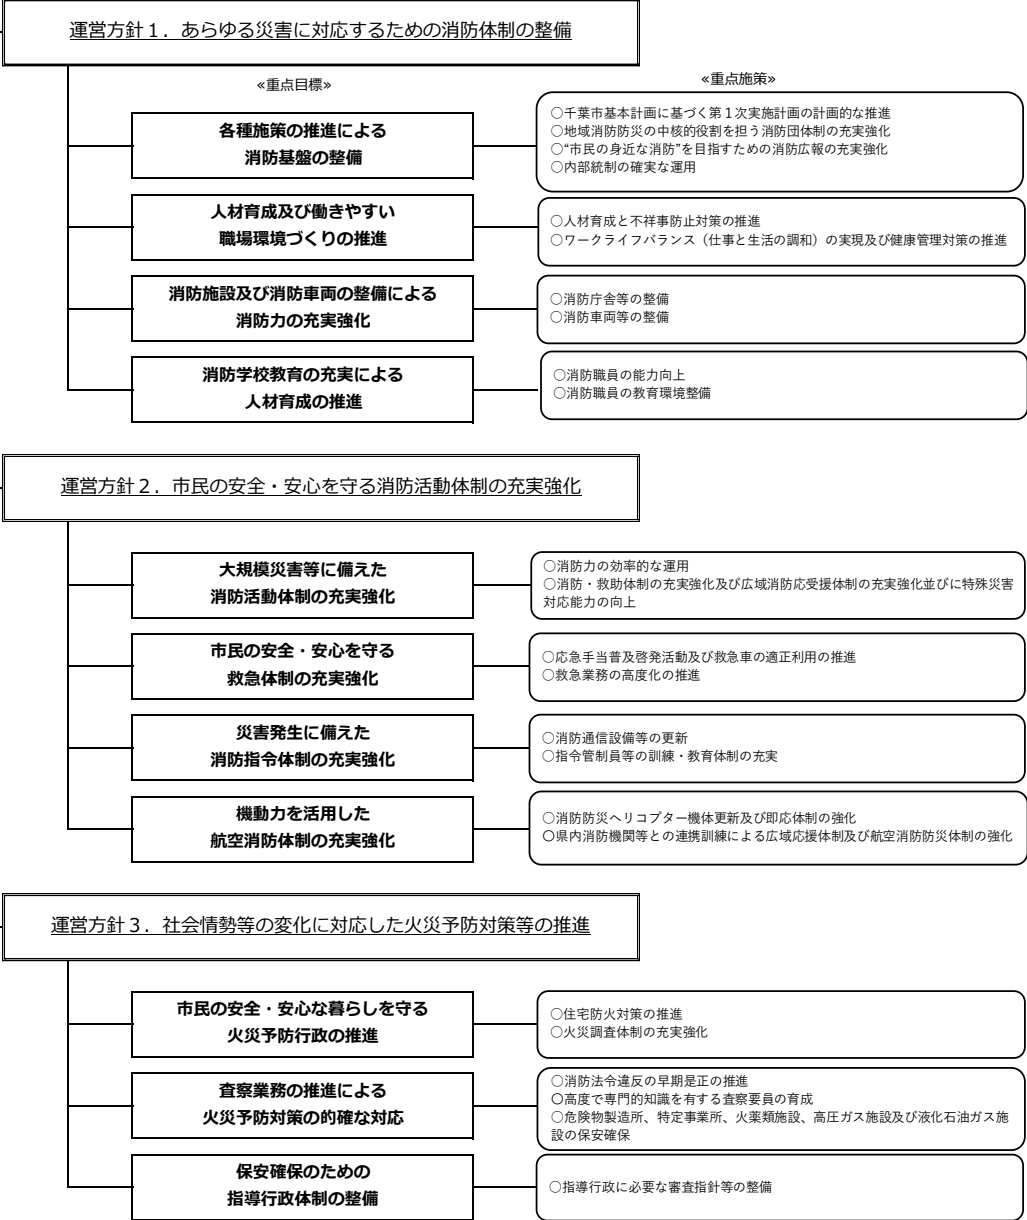 運営方針１．あらゆる災害に対応するための消防体制の整備
≪重点目標≫
≪重点施策≫
各種施策の推進による
消防基盤の整備
○千葉市基本計画に基づく第１次実施計画の計画的な推進
○地域消防防災の中核的役割を担う消防団体制の充実強化
○“市民の身近な消防”を目指すための消防広報の充実強化
○内部統制の確実な運用
人材育成及び働きやすい
職場環境づくりの推進
○人材育成と不祥事防止対策の推進
○ワークライフバランス（仕事と生活の調和）の実現及び健康管理対策の推進
消防施設及び消防車両の整備による
消防力の充実強化
○消防庁舎等の整備
○消防車両等の整備
消防学校教育の充実による
人材育成の推進
○消防職員の能力向上
○消防職員の教育環境整備
運営方針２．市民の安全・安心を守る消防活動体制の充実強化
大規模災害等に備えた
消防活動体制の充実強化
○消防力の効率的な運用
○消防・救助体制の充実強化及び広域消防応受援体制の充実強化並びに特殊災害
対応能力の向上
市民の安全・安心を守る
救急体制の充実強化
○応急手当普及啓発活動及び救急車の適正利用の推進
○救急業務の高度化の推進
災害発生に備えた
消防指令体制の充実強化
○消防通信設備等の更新
○指令管制員等の訓練・教育体制の充実
機動力を活用した
航空消防体制の充実強化
○消防防災ヘリコプター機体更新及び即応体制の強化
○県内消防機関等との連携訓練による広域応援体制及び航空消防防災体制の強化
運営方針３．社会情勢等の変化に対応した火災予防対策等の推進
市民の安全・安心な暮らしを守る
火災予防行政の推進
○住宅防火対策の推進
○火災調査体制の充実強化
査察業務の推進による
火災予防対策の的確な対応
○消防法令違反の早期是正の推進
○高度で専門的知識を有する査察要員の育成
○危険物製造所、特定事業所、火薬類施設、高圧ガス施設及び液化石油ガス施
設の保安確保
保安確保のための
指導行政体制の整備
○指導行政に必要な審査指針等の整備